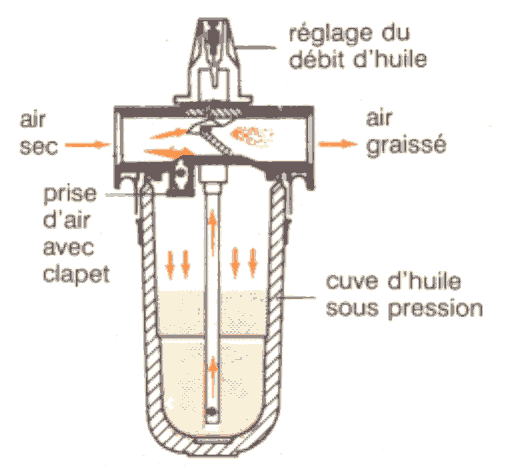 réglage du
débit d'huile
air
sec
air
graissé
prise
d'air
avec
clapet
cuve d'huile
sous pression